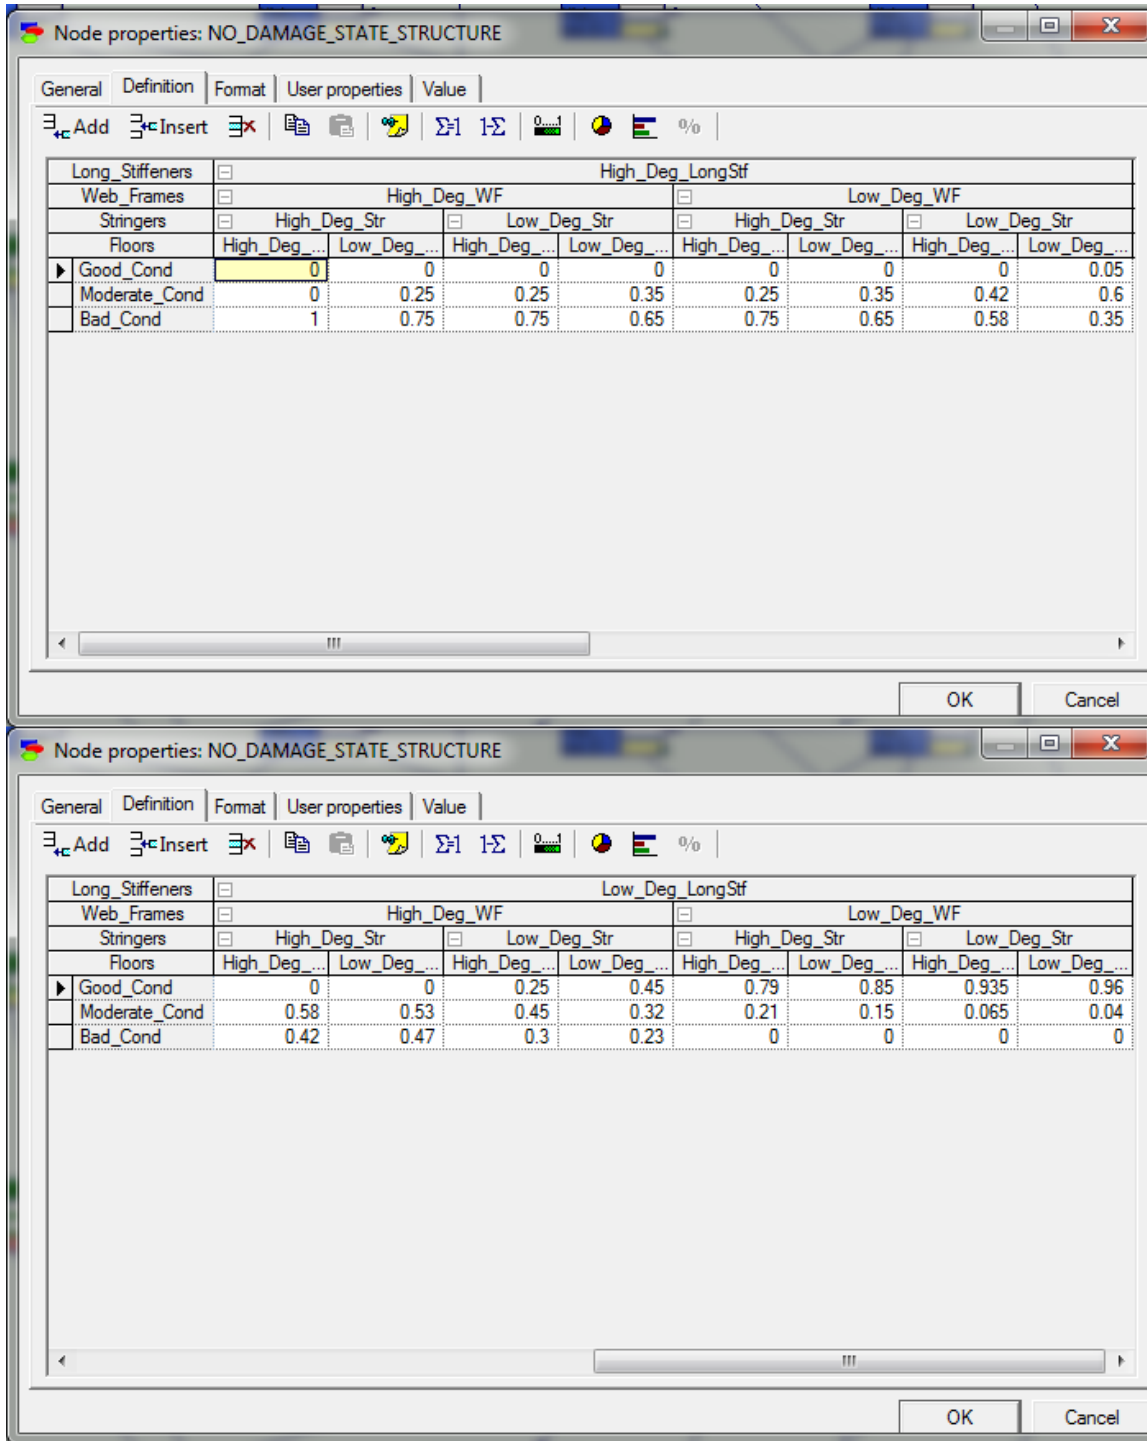 Node properties: NO_DAMAGE_STATE_STRUCTURE
General Definition Format User properties Value
Add Insert Σ=1 1-Σ %
Long_Stiffeners High_Deg_LongStf
Web_Frames High_Deg_WF Low_Deg_WF
Stringers High_Deg_Str Low_Deg_Str High_Deg_Str Low_Deg_Str
Floors High_Deg_... Low_Deg_... High_Deg_... Low_Deg_... High_Deg_... Low_Deg_... High_Deg_... Low_Deg_...
Good_Cond 0 0 0 0 0 0 0 0.05
Moderate_Cond 0 0.25 0.25 0.35 0.25 0.35 0.42 0.6
Bad_Cond 1 0.75 0.75 0.65 0.75 0.65 0.58 0.35
OK Cancel
Node properties: NO_DAMAGE_STATE_STRUCTURE
General Definition Format User properties Value
Add Insert Σ=1 1-Σ %
Long_Stiffeners Low_Deg_LongStf
Web_Frames High_Deg_WF Low_Deg_WF
Stringers High_Deg_Str Low_Deg_Str High_Deg_Str Low_Deg_Str
Floors High_Deg_... Low_Deg_... High_Deg_... Low_Deg_... High_Deg_... Low_Deg_... High_Deg_... Low_Deg_...
Good_Cond 0 0 0.25 0.45 0.79 0.85 0.935 0.96
Moderate_Cond 0.58 0.53 0.45 0.32 0.21 0.15 0.065 0.04
Bad_Cond 0.42 0.47 0.3 0.23 0 0 0 0
OK Cancel